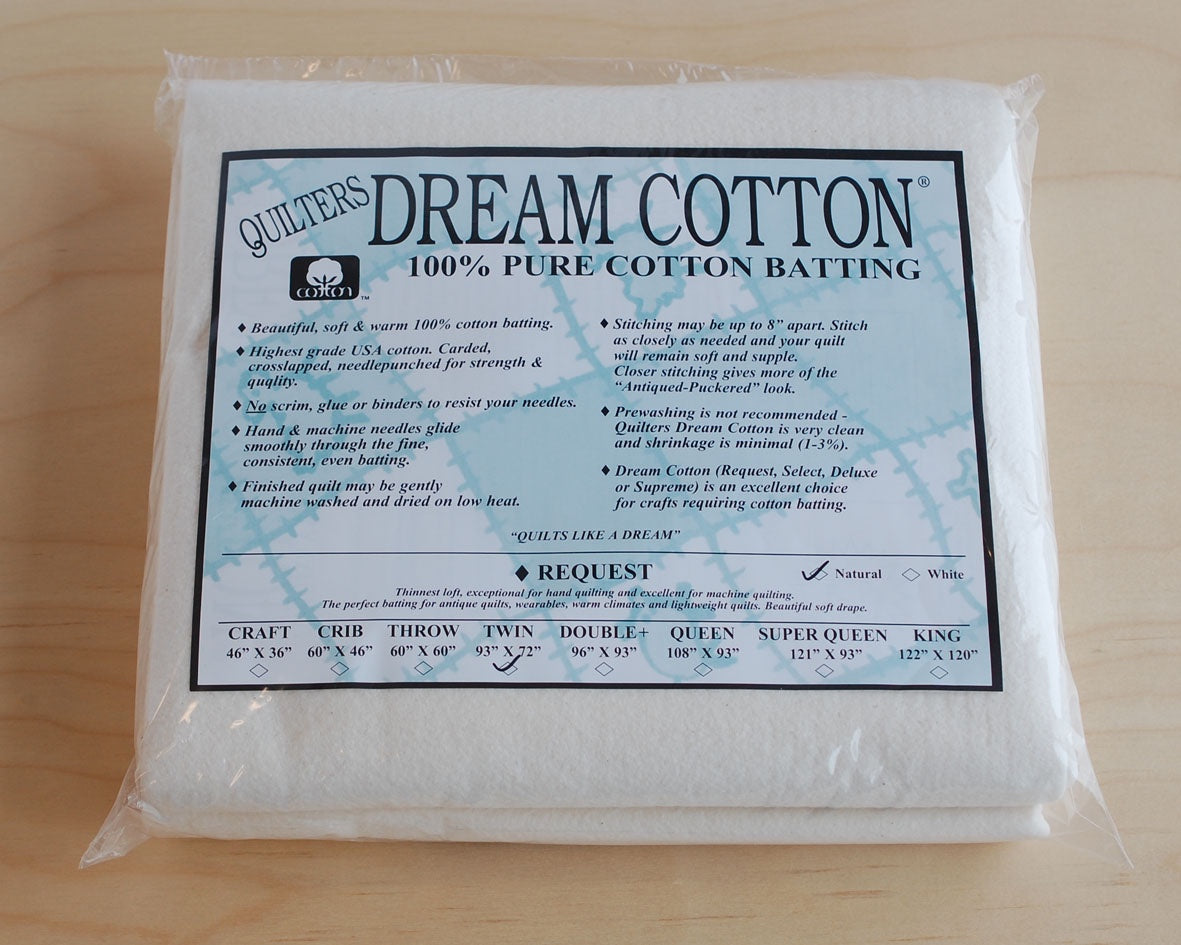 QUILTERS DREAM COTTON®
100% PURE COTTON BATTING
cotton™
♦ Beautiful, soft & warm 100% cotton batting.
♦ Highest grade USA cotton. Carded,
crosslapped, needlepunched for strength &
quqlity.
♦ No scrim, glue or binders to resist your needles.
♦ Hand & machine needles glide
smoothly through the fine,
consistent, even batting.
♦ Finished quilt may be gently
machine washed and dried on low heat.
♦ Stitching may be up to 8” apart. Stitch
as closely as needed and your quilt
will remain soft and supple.
Closer stitching gives more of the
“Antiqued-Puckered” look.
♦ Prewashing is not recommended -
Quilters Dream Cotton is very clean
and shrinkage is minimal (1-3%).
♦ Dream Cotton (Request, Select, Deluxe
or Supreme) is an excellent choice
for crafts requiring cotton batting.
“QUILTS LIKE A DREAM”
♦ REQUEST ✓ Natural ◇ White
Thinnest loft, exceptional for hand quilting and excellent for machine quilting.
The perfect batting for antique quilts, wearables, warm climates and lightweight quilts. Beautiful soft drape.
CRAFT CRIB THROW TWIN DOUBLE+ QUEEN SUPER QUEEN KING
46” X 36” 60” X 46” 60” X 60” 93” X 72” 96” X 93” 108” X 93” 121” X 93” 122” X 120”
◇ ◇ ◇ ✓ ◇ ◇ ◇ ◇